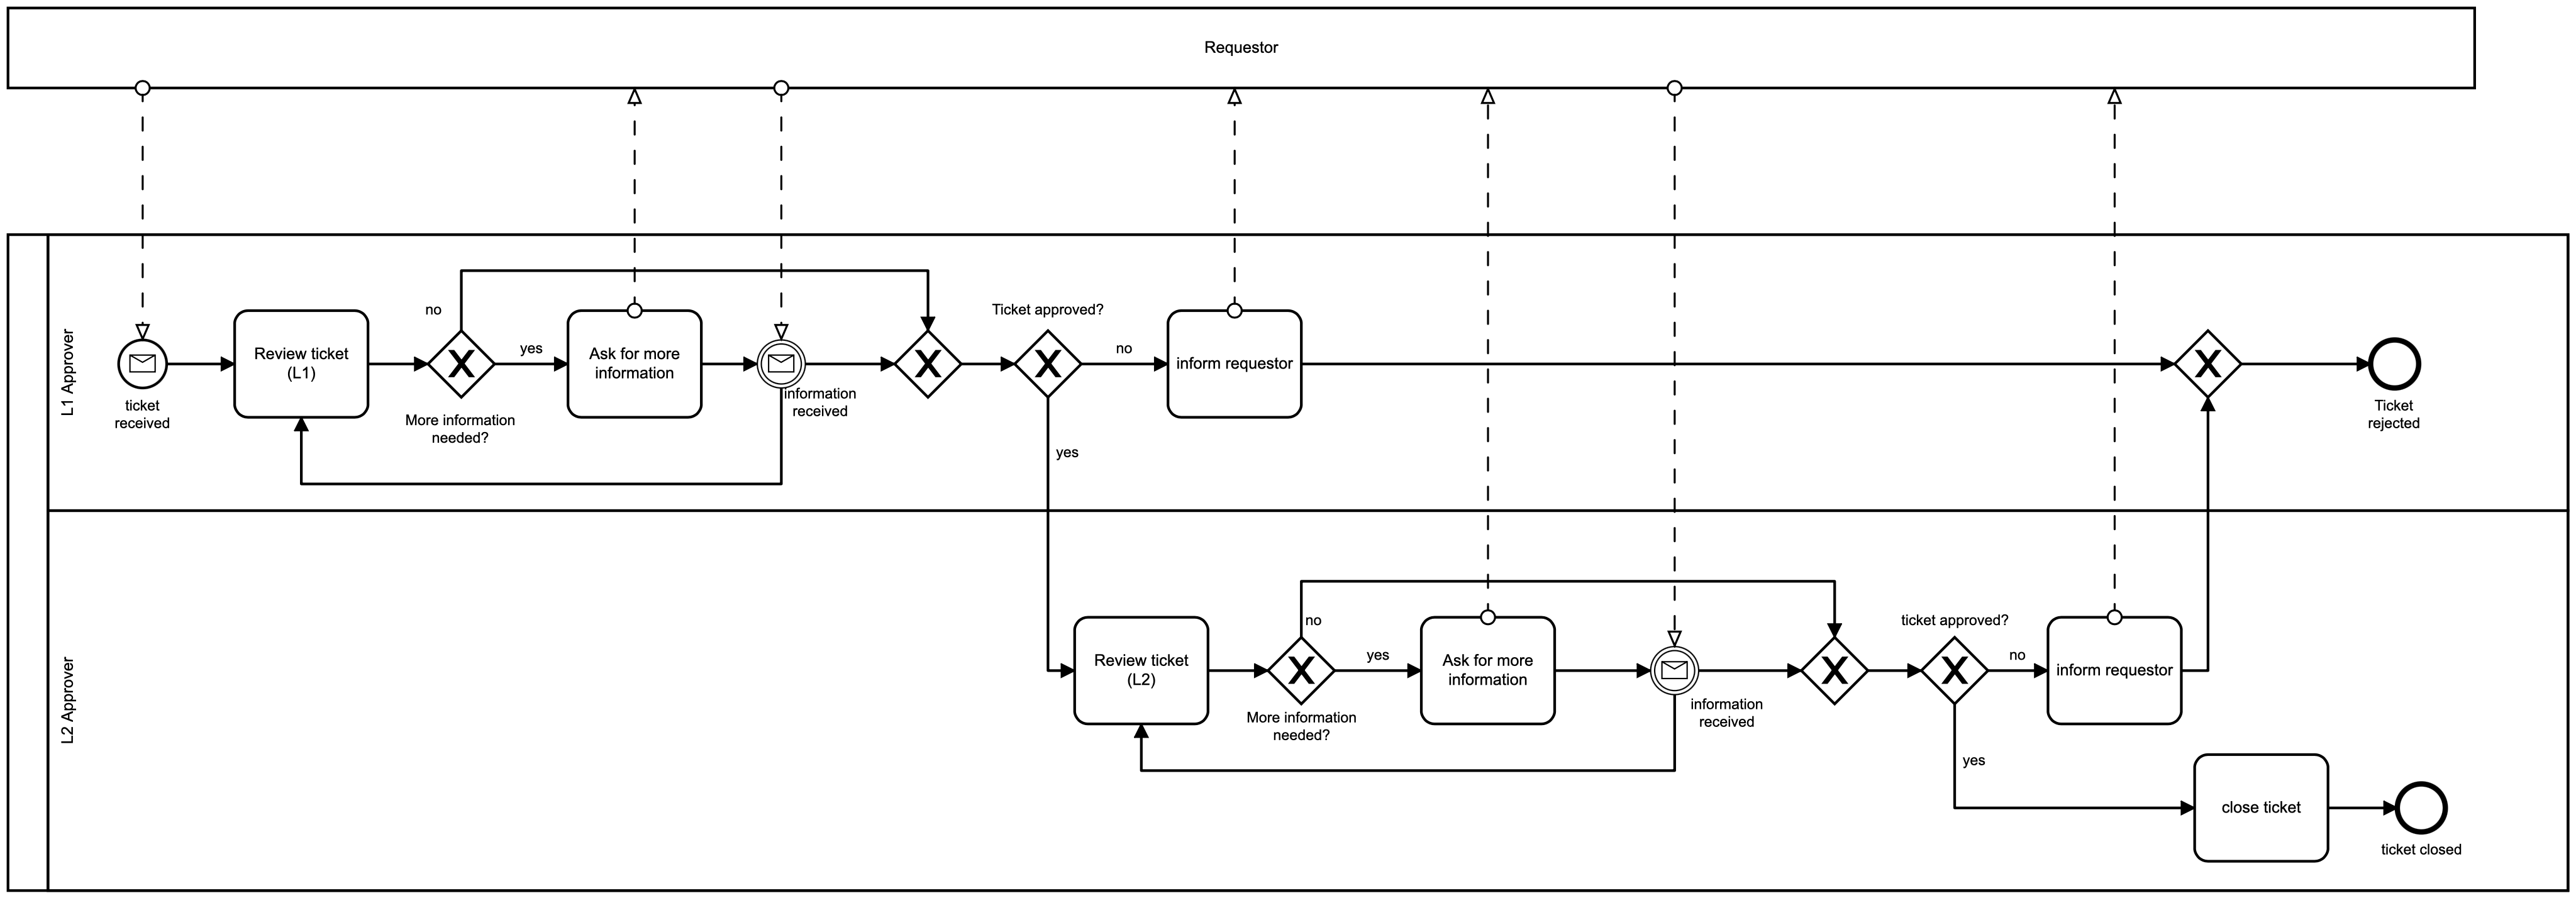 Requestor
L1 Approver
ticket
received
Review ticket
(L1)
no
More information
needed?
yes
Ask for more
information
information
received
Ticket approved?
no
yes
inform requestor
Ticket
rejected
L2 Approver
Review ticket
(L2)
no
More information
needed?
yes
Ask for more
information
information
received
ticket approved?
no
yes
inform requestor
close ticket
ticket closed